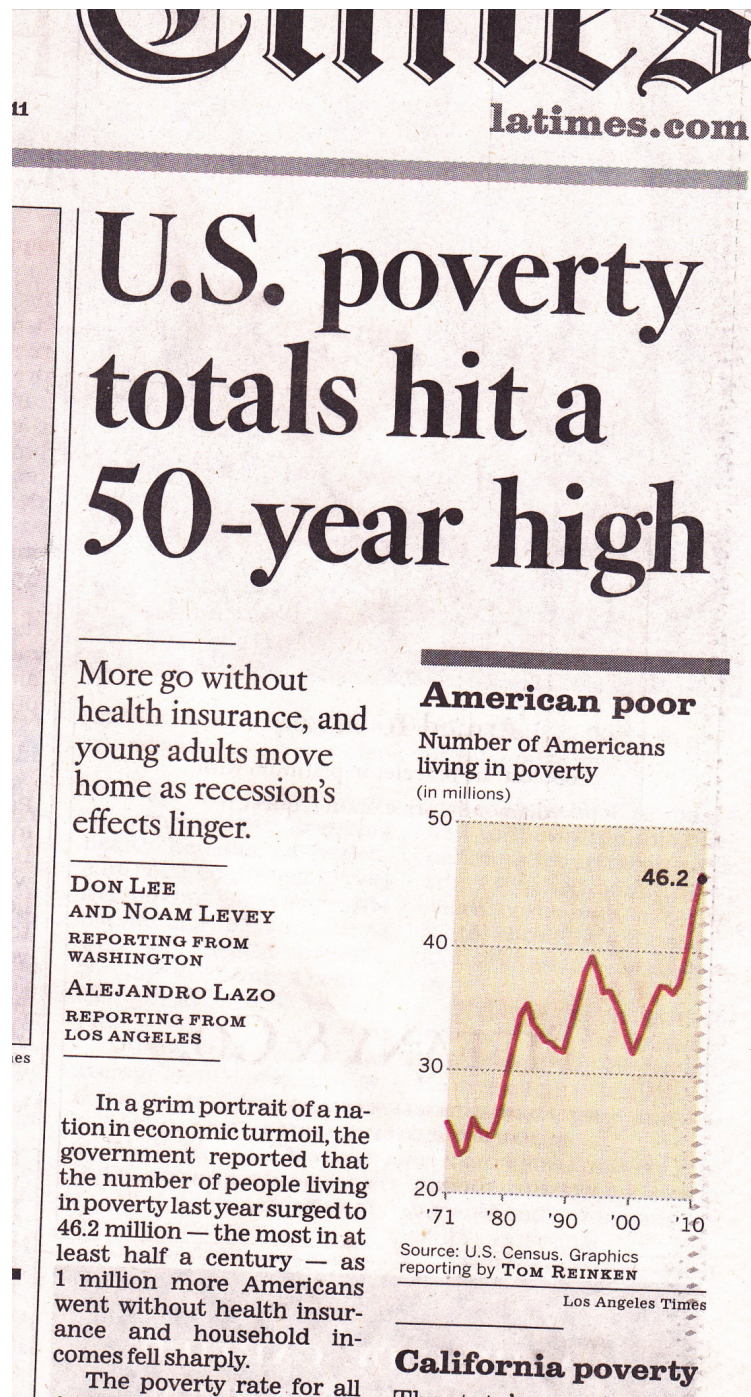 Times
11
latimes.com
U.S. poverty
totals hit a
50-year high
More go without
health insurance, and
young adults move
home as recession's
effects linger.
DON LEE
AND NOAM LEVEY
REPORTING FROM
WASHINGTON
ALEJANDRO LAZO
REPORTING FROM
LOS ANGELES
In a grim portrait of a na-
tion in economic turmoil, the
government reported that
the number of people living
in poverty last year surged to
46.2 million — the most in at
least half a century — as
1 million more Americans
went without health insur-
ance and household in-
comes fell sharply.
The poverty rate for all
American poor
Number of Americans
living in poverty
(in millions)
50
46.2
40
30
20
'71 '80 '90 '00 '10
Source: U.S. Census. Graphics
reporting by TOM REINKEN
Los Angeles Times
California poverty